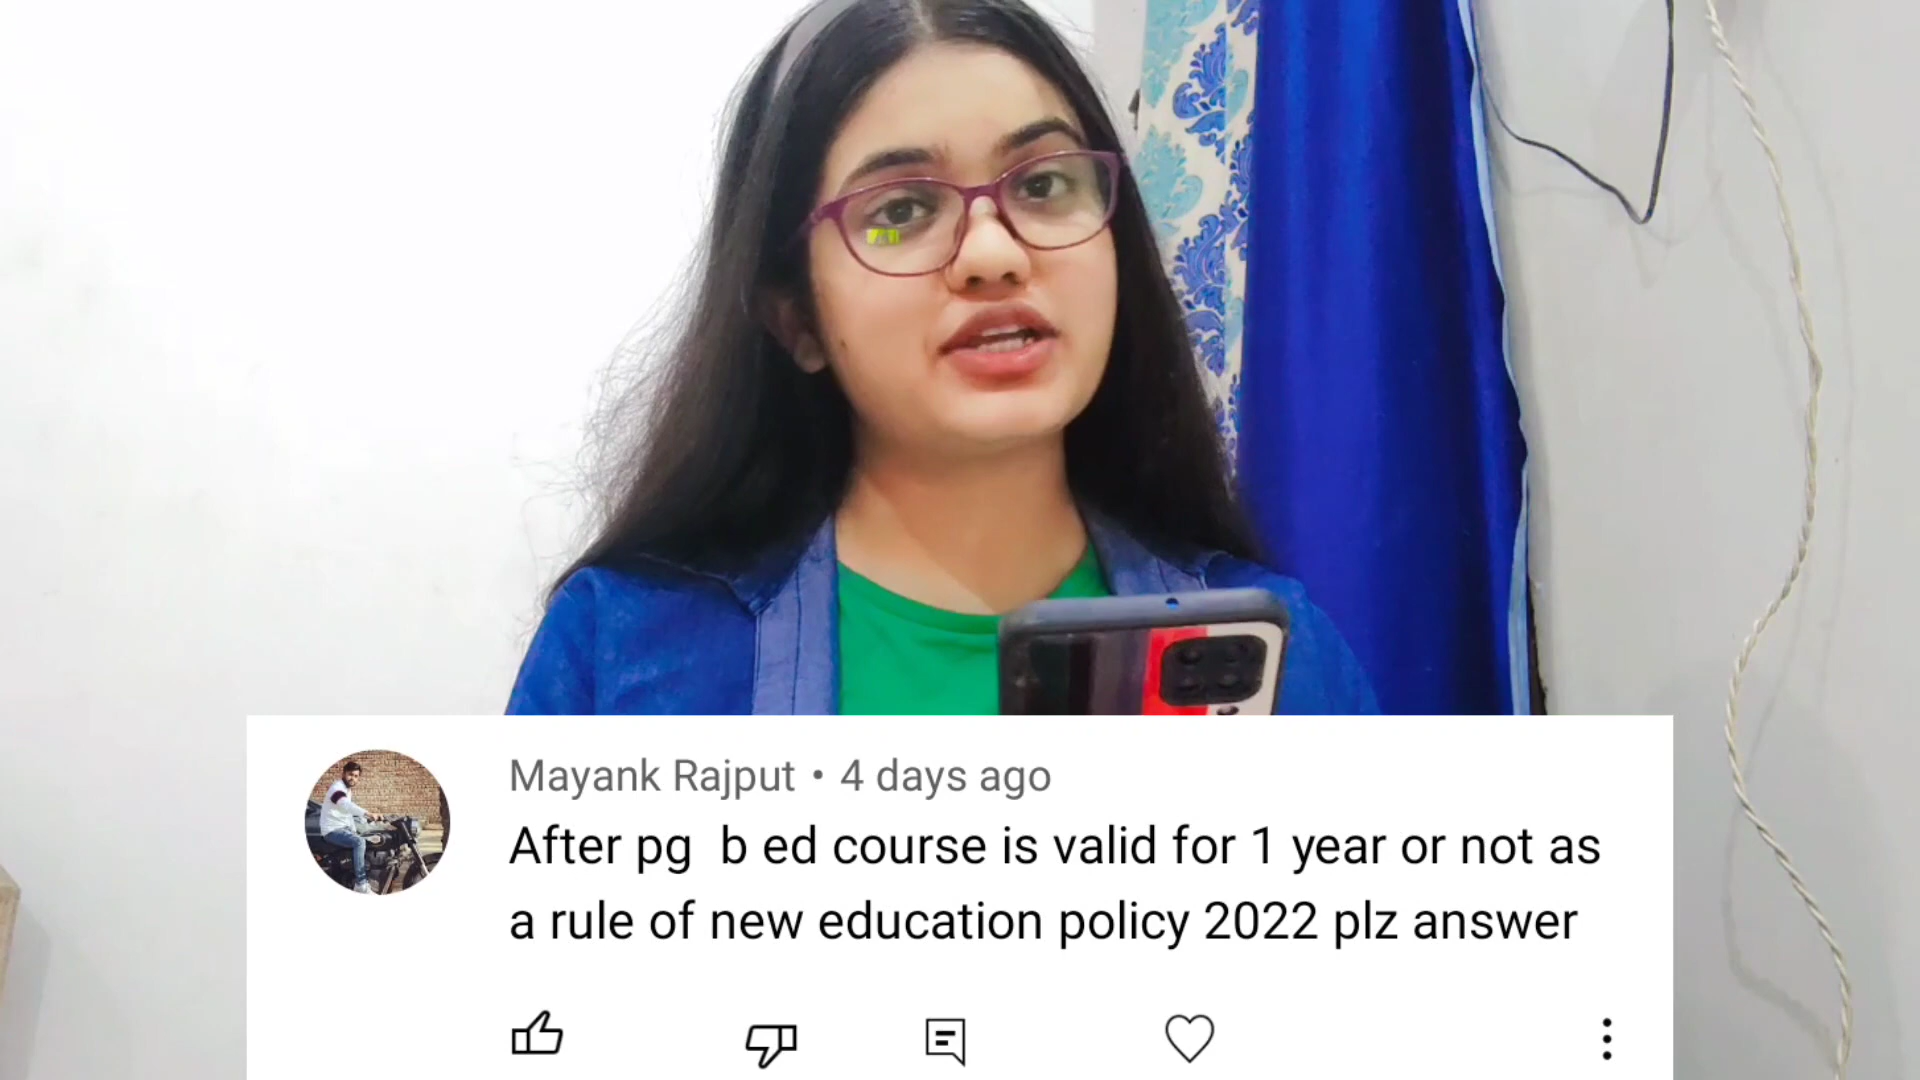 Mayank Rajput • 4 days ago
After pg b ed course is valid for 1 year or not as
a rule of new education policy 2022 plz answer